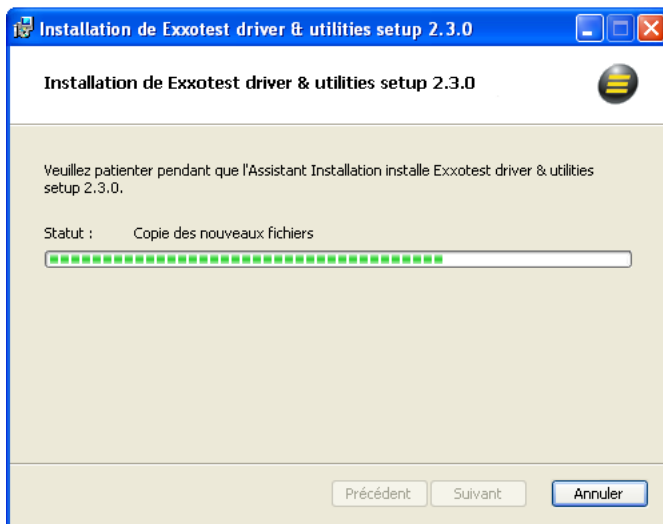 Installation de Exxotest driver & utilities setup 2.3.0
Installation de Exxotest driver & utilities setup 2.3.0
Veuillez patienter pendant que l'Assistant Installation installe Exxotest driver & utilities
setup 2.3.0.
Statut : Copie des nouveaux fichiers
Précédent Suivant Annuler